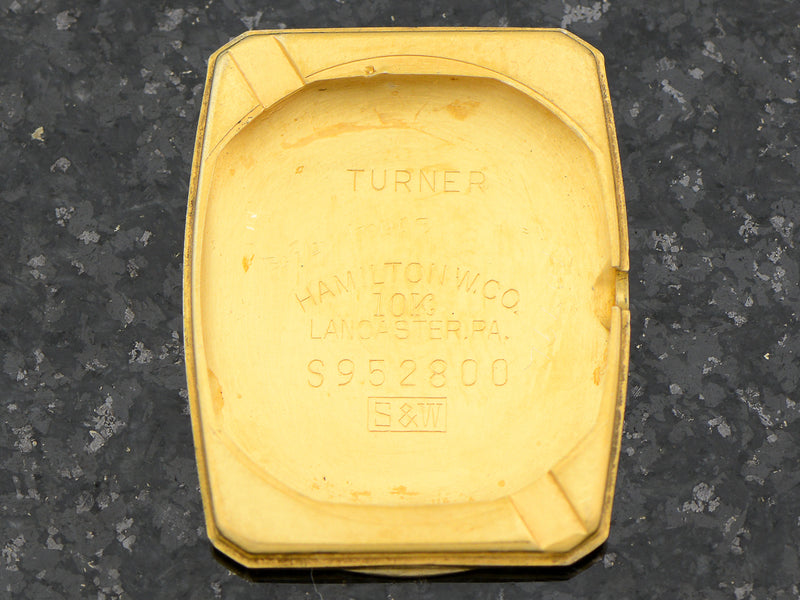 TURNER
HAMILTON W. CO.
10K
LANCASTER, PA.
S952800
S&W